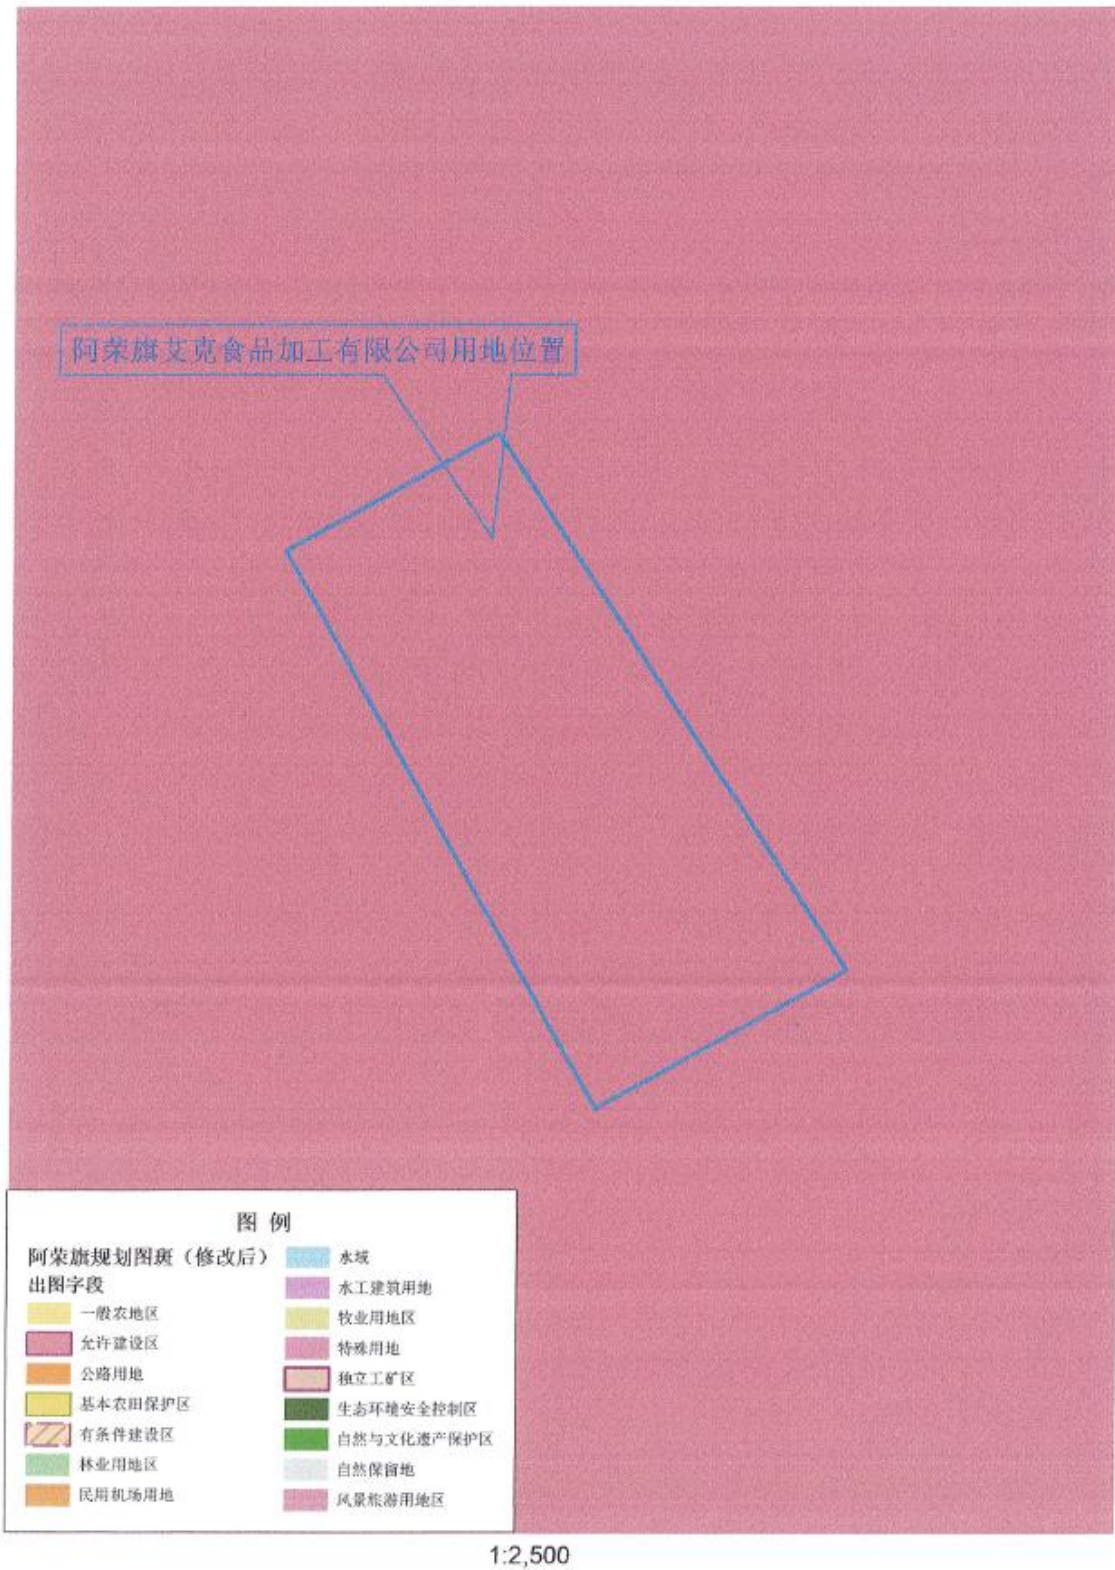 阿荣旗艾克食品加工有限公司用地位置
图 例
阿荣旗规划图斑（修改后）
出图字段
一般农地区
允许建设区
公路用地
基本农田保护区
有条件建设区
林业用地区
民用机场用地
水域
水工建筑用地
牧业用地区
特殊用地
独立工矿区
生态环境安全控制区
自然与文化遗产保护区
自然保留地
风景旅游用地区
1:2,500